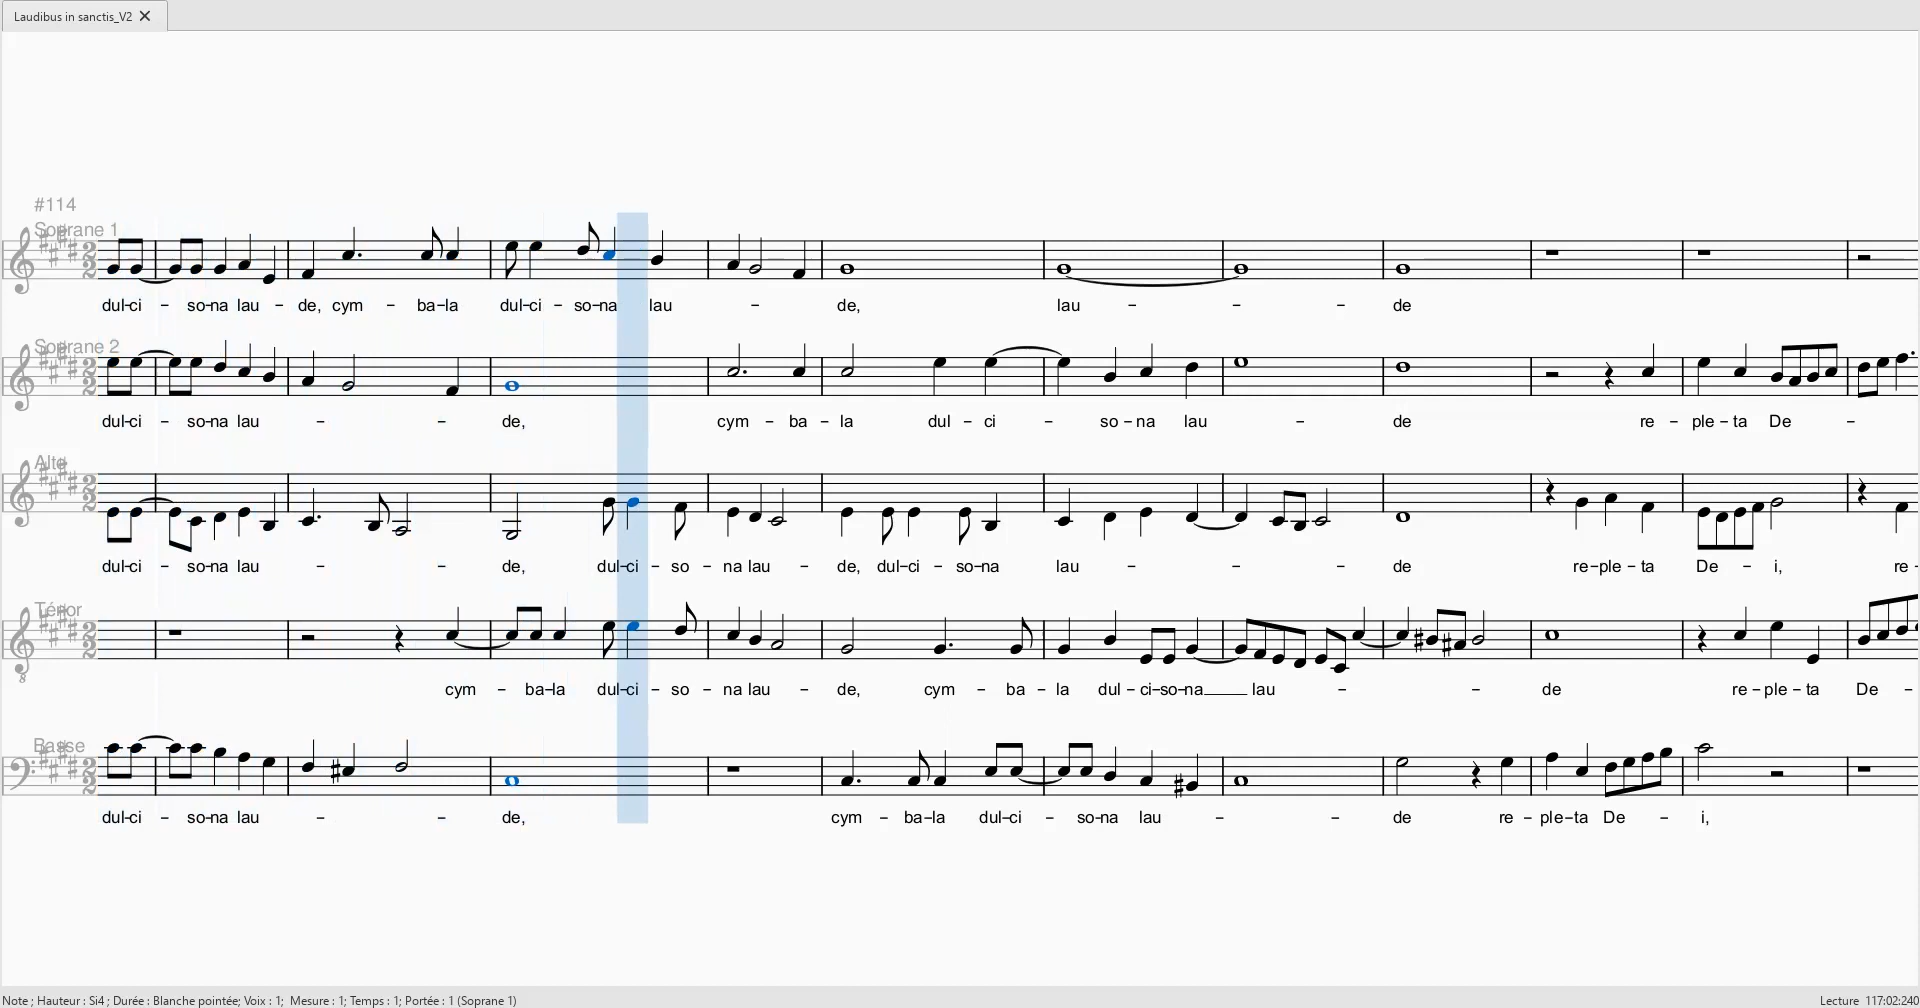 Laudibus in sanctis_V2
#114
Soprane 1
dul-ci - so-na lau - de, cym - ba-la dul-ci - so-na lau - de, lau - - - de
Soprane 2
dul-ci - so-na lau - - de, cym - ba - la dul - ci - so - na lau - de re - ple - ta De -
Alto
dul-ci - so-na lau - - de, dul-ci - so - na lau - de, dul-ci - so-na lau - - - de re-ple - ta De - i, re -
Ténor
cym - ba-la dul-ci - so - na lau - de, cym - ba - la dul - ci-so-na lau - - de re - ple - ta De -
Basse
dul-ci - so-na lau - - de, cym - ba-la dul-ci - so-na lau - - de re - ple-ta De - i,
Note ; Hauteur : Si4 ; Durée : Blanche pointée; Voix : 1; Mesure : 1; Temps : 1; Portée : 1 (Soprane 1)
Lecture 117:02:240